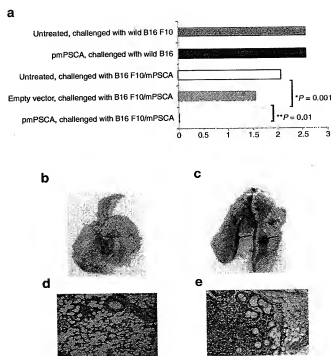 a
Untreated, challenged with wild B16 F10
pmPSCA, challenged with wild B16
Untreated, challenged with B16 F10/mPSCA
Empty vector, challenged with B16 F10/mPSCA
pmPSCA, challenged with B16 F10/mPSCA
*P = 0.001
**P = 0.01
0 0.5 1 1.5 2 2.5 3
b c
d e